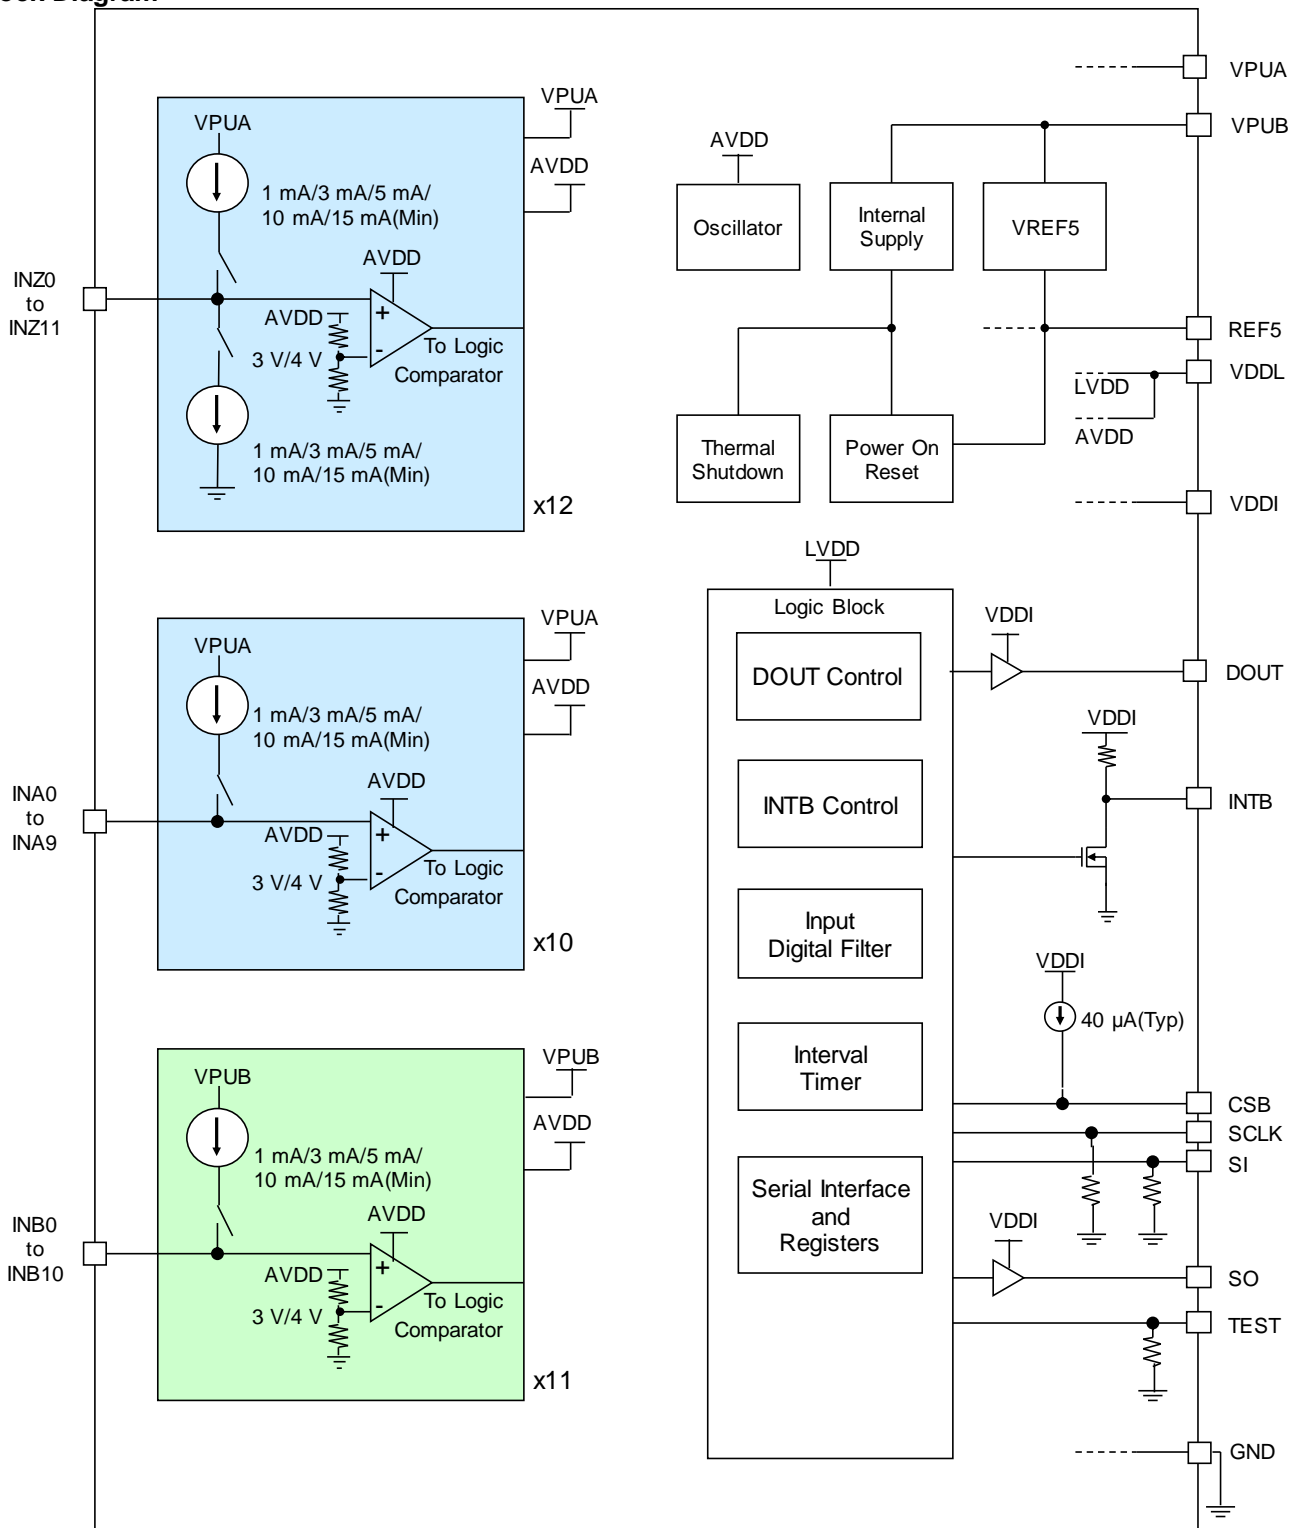 Diagram
VPUA
1 mA/3 mA/5 mA/
10 mA/15 mA(Min)
AVDD
AVDD
+
-
3 V/4 V
To Logic
Comparator
1 mA/3 mA/5 mA/
10 mA/15 mA(Min)
x12
VPUA
AVDD
INZ0
to
INZ11
VPUA
1 mA/3 mA/5 mA/
10 mA/15 mA(Min)
AVDD
AVDD
+
-
3 V/4 V
To Logic
Comparator
x10
VPUA
AVDD
INA0
to
INA9
VPUB
1 mA/3 mA/5 mA/
10 mA/15 mA(Min)
AVDD
AVDD
+
-
3 V/4 V
To Logic
Comparator
x11
VPUB
AVDD
INB0
to
INB10
AVDD
Oscillator
Internal
Supply
VREF5
Thermal
Shutdown
Power On
Reset
VPUA
VPUB
REF5
VDDL
LVDD
AVDD
VDDI
LVDD
Logic Block
DOUT Control
INTB Control
Input
Digital Filter
Interval
Timer
Serial Interface
and
Registers
VDDI
DOUT
VDDI
INTB
VDDI
40 µA(Typ)
CSB
SCLK
SI
VDDI
SO
TEST
GND